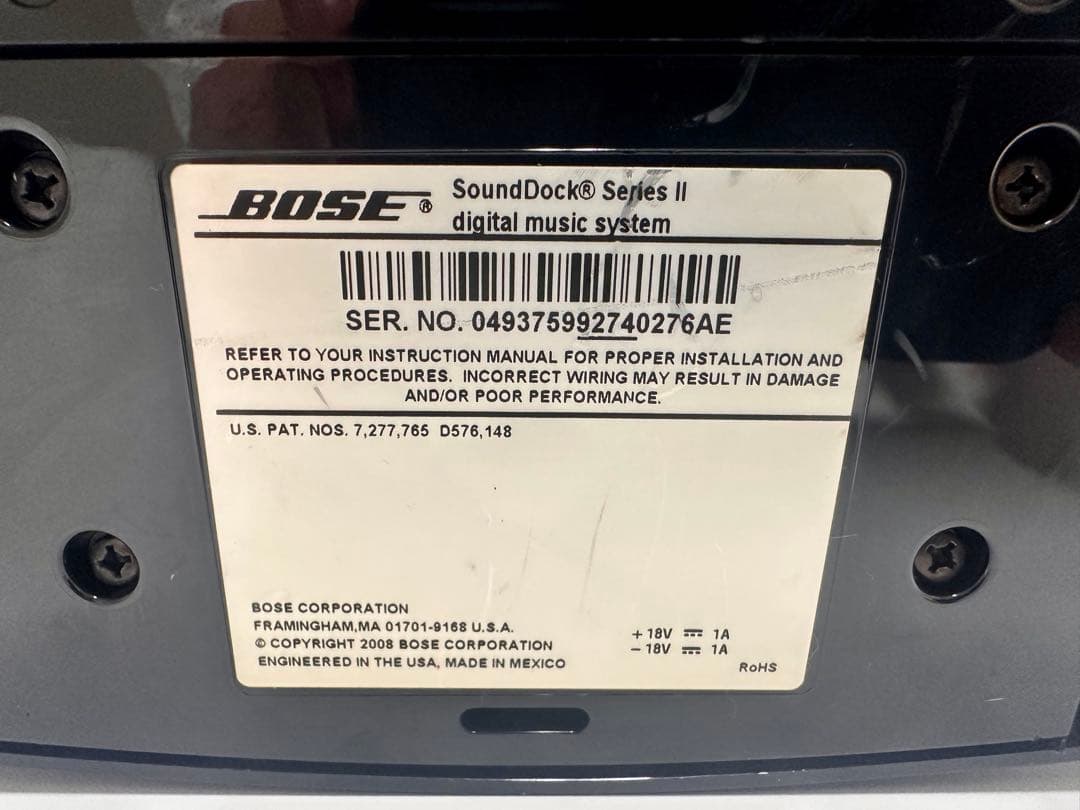 BOSE®
SoundDock® Series II
digital music system
SER. NO. 049375992740276AE
REFER TO YOUR INSTRUCTION MANUAL FOR PROPER INSTALLATION AND
OPERATING PROCEDURES. INCORRECT WIRING MAY RESULT IN DAMAGE
AND/OR POOR PERFORMANCE.
U.S. PAT. NOS. 7,277,765 D576,148
BOSE CORPORATION
FRAMINGHAM,MA 01701-9168 U.S.A.
© COPYRIGHT 2008 BOSE CORPORATION
ENGINEERED IN THE USA, MADE IN MEXICO
+18V ⎓ 1A
-18V ⎓ 1A
RoHS